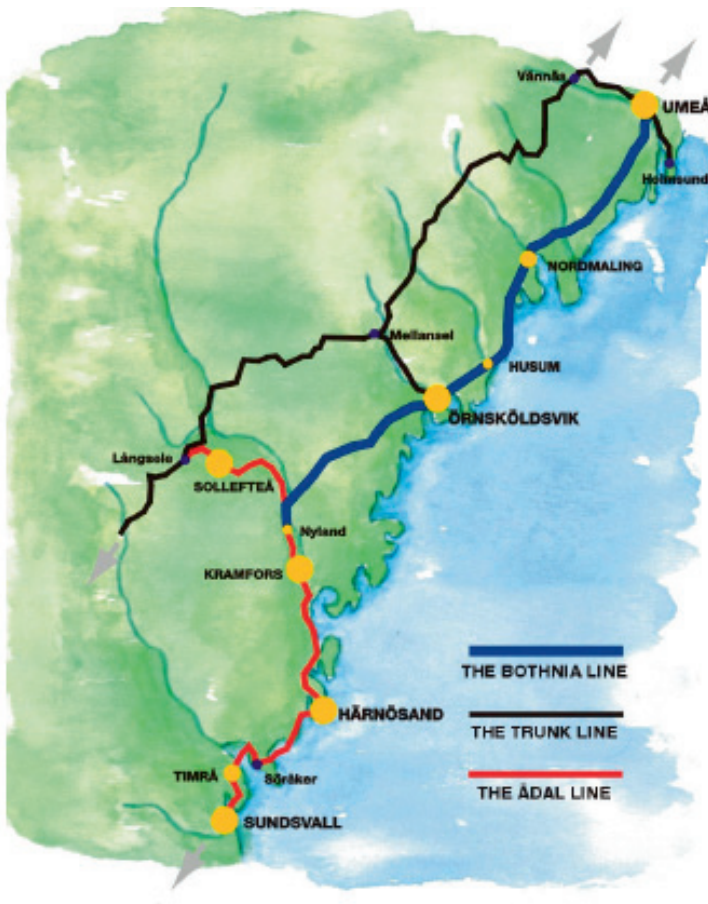 Vännäs
UMEÅ
Holmsund
NORDMALING
Mellansel
HUSUM
ÖRNSKÖLDSVIK
Långsele
SOLLEFTEÅ
Nyland
KRAMFORS
THE BOTHNIA LINE
HÄRNÖSAND
THE TRUNK LINE
TIMRÅ
Söråker
THE ÅDAL LINE
SUNDSVALL